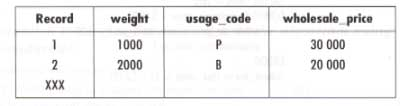 Record weight usage_code wholesale_price
1 1000 P 30 000
2 2000 B 20 000
XXX